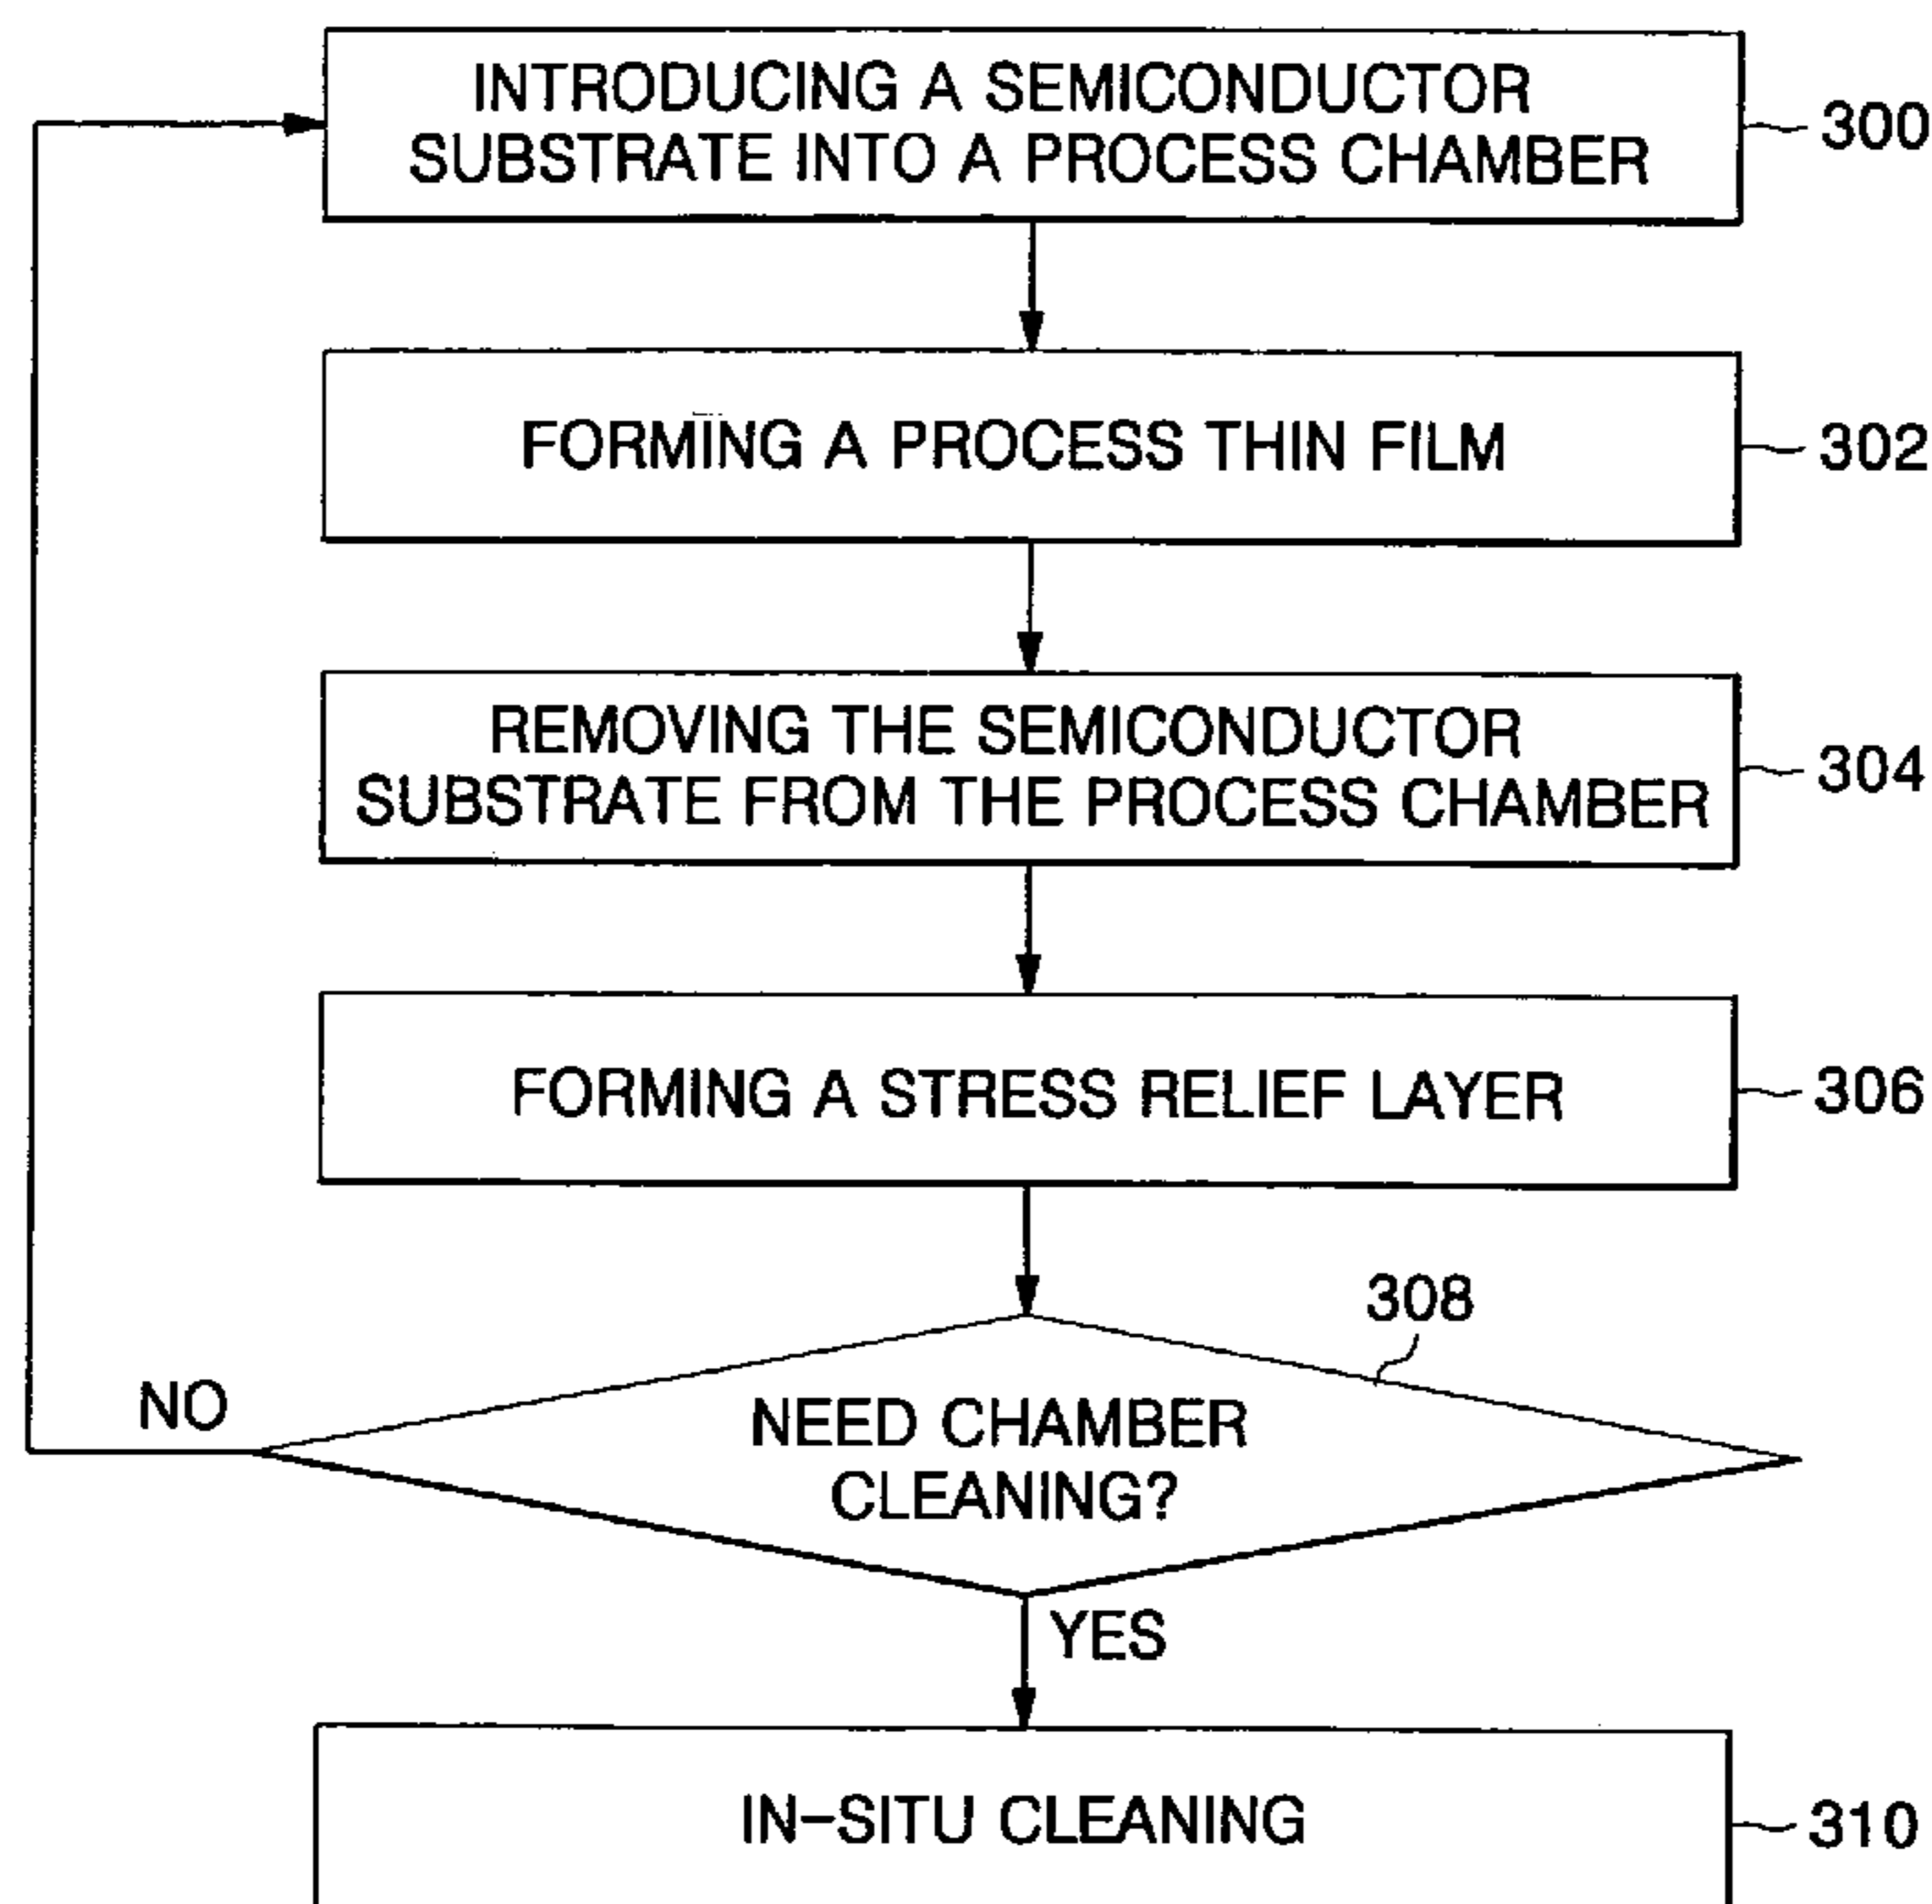 INTRODUCING A SEMICONDUCTOR
SUBSTRATE INTO A PROCESS CHAMBER
300
FORMING A PROCESS THIN FILM
302
REMOVING THE SEMICONDUCTOR
SUBSTRATE FROM THE PROCESS CHAMBER
304
FORMING A STRESS RELIEF LAYER
306
308
NO
NEED CHAMBER
CLEANING?
YES
IN-SITU CLEANING
310